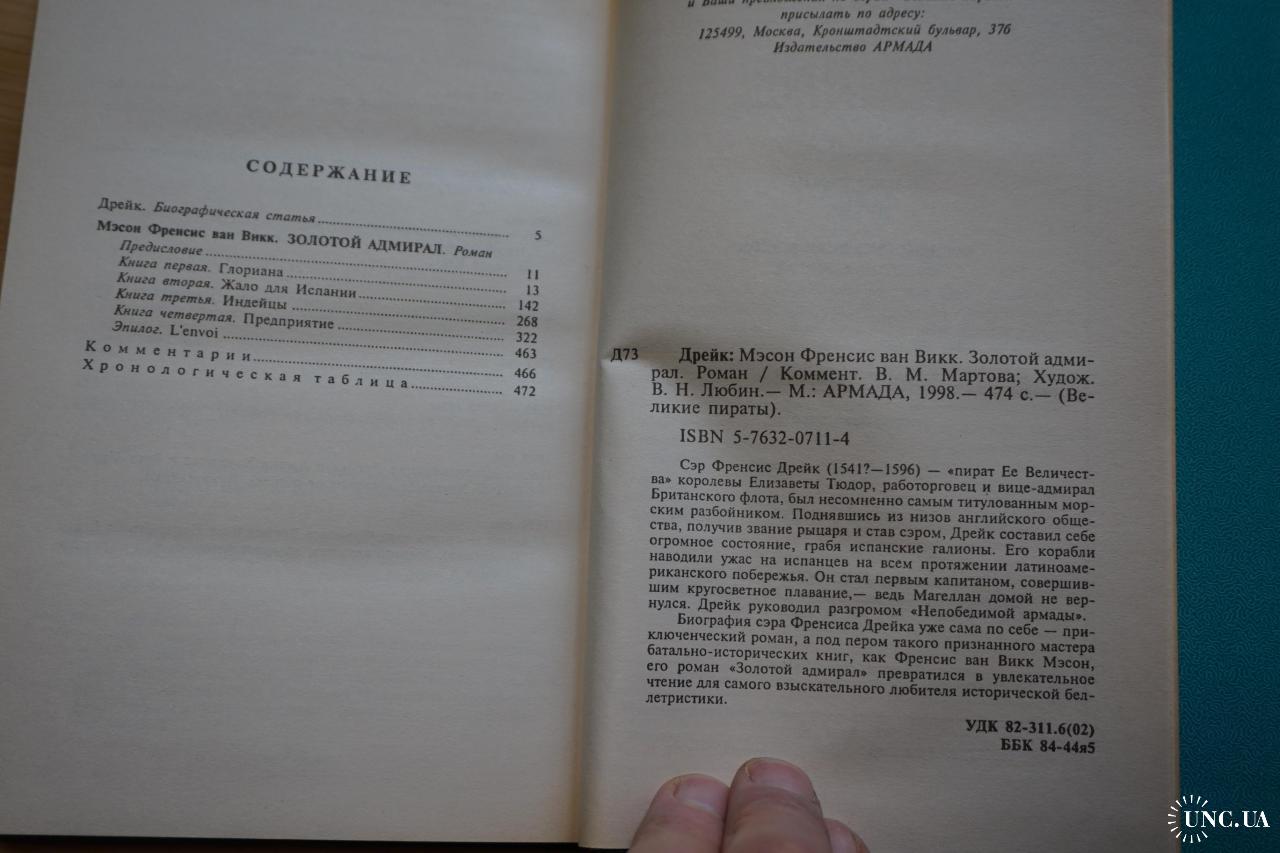 СОДЕРЖАНИЕ
Дрейк. Биографическая статья 5
Мэсон Френсис ван Викк. ЗОЛОТОЙ АДМИРАЛ. Роман
Предисловие 11
Книга первая. Глориана 13
Книга вторая. Жало для Испании 142
Книга третья. Индейцы 268
Книга четвертая. Предприятие 322
Эпилог. L'envoi 463
Комментарии 466
Хронологическая таблица 472
присылать по адресу:
125499, Москва, Кронштадтский бульвар, 37б
Издательство АРМАДА
Д73 Дрейк: Мэсон Френсис ван Викк. Золотой адми-
рал. Роман / Коммент. В. М. Мартова; Худож.
В. Н. Любин.— М.: АРМАДА, 1998.— 474 с.— (Ве-
ликие пираты).
ISBN 5-7632-0711-4
Сэр Френсис Дрейк (1541?—1596) — «пират Ее Величест-
ва» королевы Елизаветы Тюдор, работорговец и вице-адмирал
Британского флота, был несомненно самым титулованным мор-
ским разбойником. Поднявшись из низов английского обще-
ства, получив звание рыцаря и став сэром, Дрейк составил себе
огромное состояние, грабя испанские галионы. Его корабли
наводили ужас на испанцев на всем протяжении латиноаме-
риканского побережья. Он стал первым капитаном, совершив-
шим кругосветное плавание,— ведь Магеллан домой не вер-
нулся. Дрейк руководил разгромом «Непобедимой армады».
Биография сэра Френсиса Дрейка уже сама по себе — при-
ключенческий роман, а под пером такого признанного мастера
батально-исторических книг, как Френсис ван Викк Мэсон,
его роман «Золотой адмирал» превратился в увлекательное
чтение для самого взыскательного любителя исторической бел-
летристики.
УДК 82-311.6(02)
ББК 84-44я5
UNC.UA